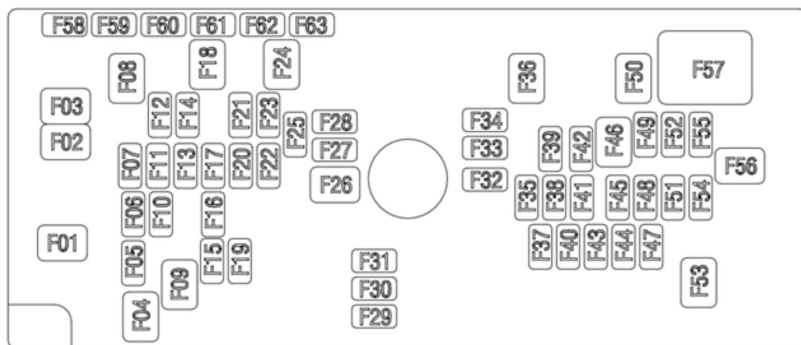 F58 F59 F60 F61 F62 F63
F08 F18 F24 F36 F50 F57
F03 F12 F14 F21 F23 F25 F28 F34 F39 F42 F46 F49 F52 F55
F02 F27 F33
F07 F11 F13 F17 F20 F22 F26 F32 F56
F06 F10 F16 F35 F38 F41 F45 F48 F51 F54
F01 F05 F15 F19 F37 F40 F43 F44 F47
F09 F31 F53
F30
F04 F29